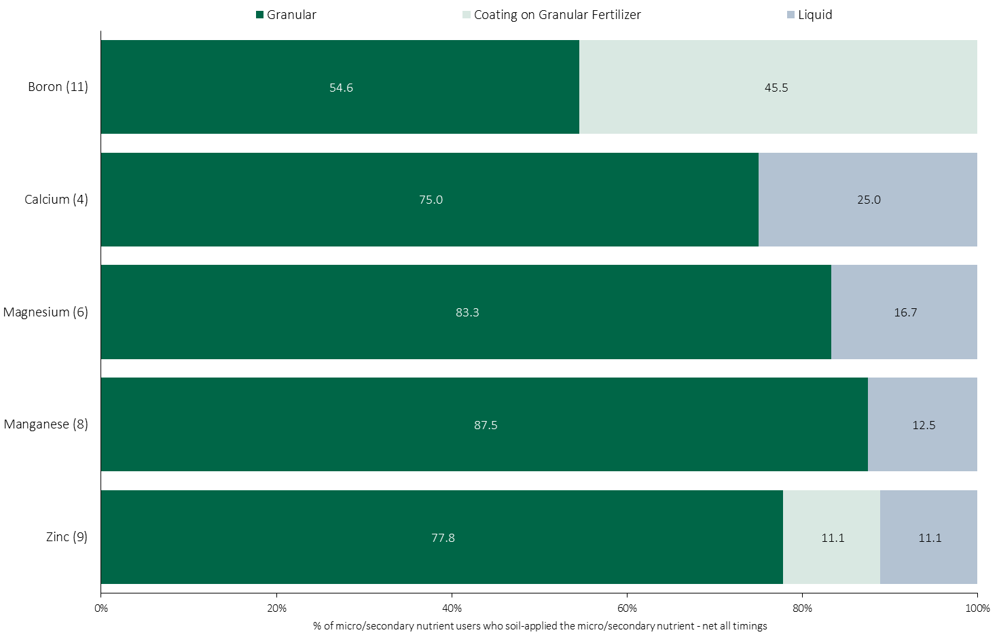 Granular Coating on Granular Fertilizer Liquid
Boron (11) 54.6 45.5
Calcium (4) 75.0 25.0
Magnesium (6) 83.3 16.7
Manganese (8) 87.5 12.5
Zinc (9) 77.8 11.1 11.1
0% 20% 40% 60% 80% 100%
% of micro/secondary nutrient users who soil-applied the micro/secondary nutrient - net all timings